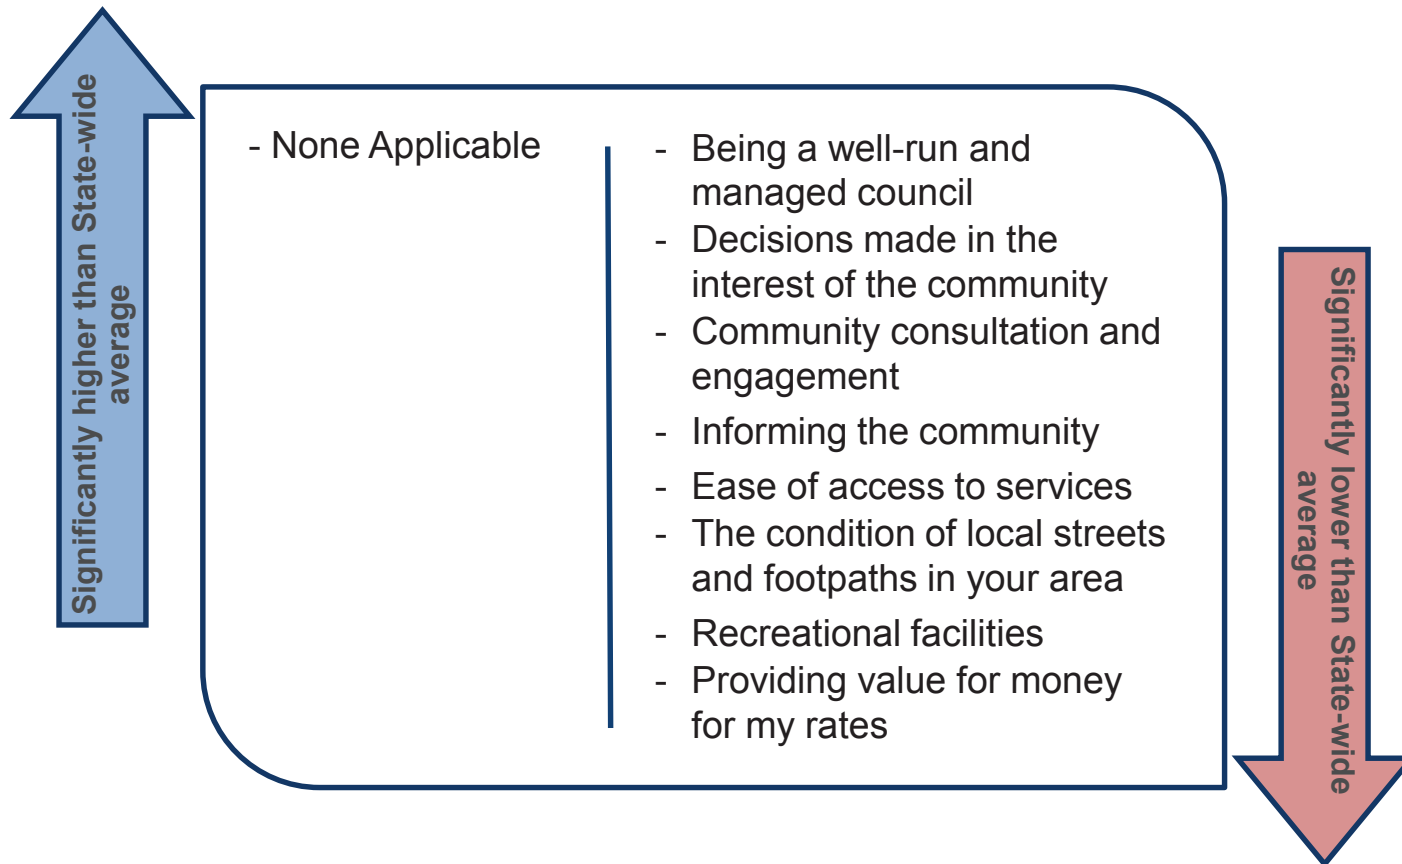 Significantly higher than State-wide
average
- None Applicable
- Being a well-run and
managed council
- Decisions made in the
interest of the community
- Community consultation and
engagement
- Informing the community
- Ease of access to services
- The condition of local streets
and footpaths in your area
- Recreational facilities
- Providing value for money
for my rates
Significantly lower than State-wide
average